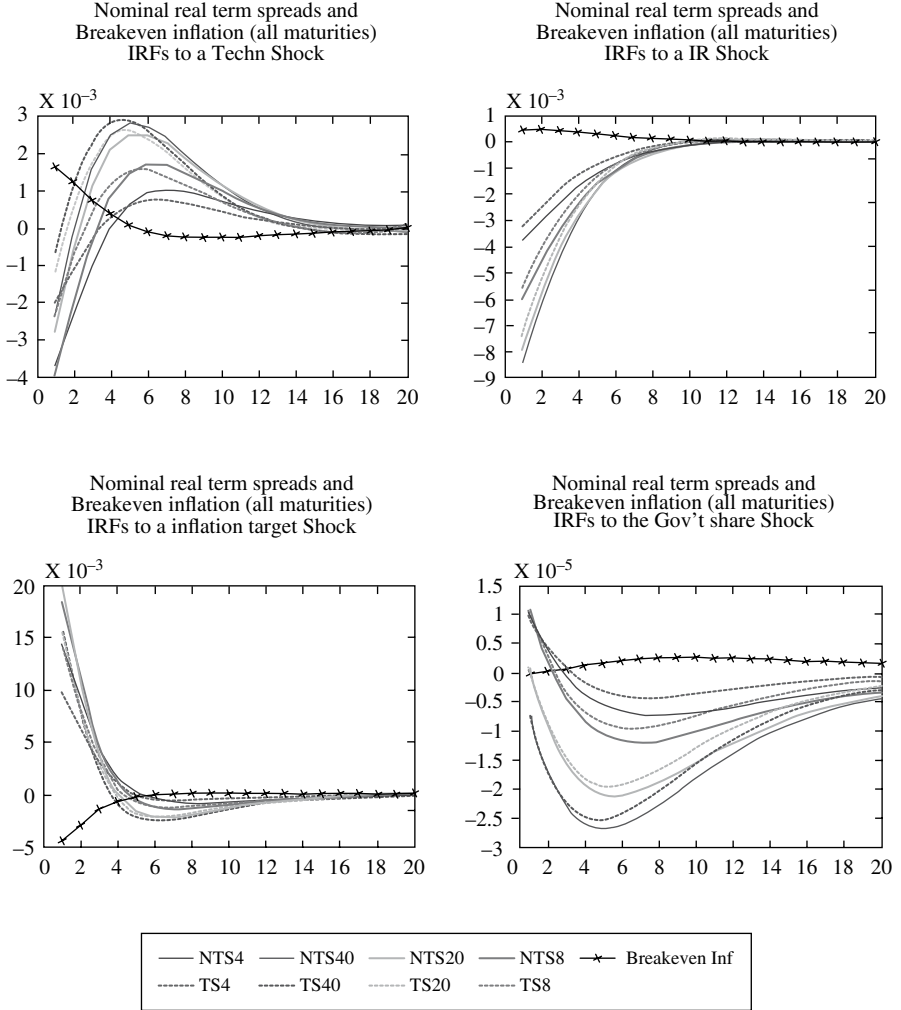 Nominal real term spreads and
Breakeven inflation (all maturities)
IRFs to a Techn Shock
X 10–3
3
2
1
0
–1
–2
–3
–4
0 2 4 6 8 10 12 14 16 18 20
Nominal real term spreads and
Breakeven inflation (all maturities)
IRFs to a IR Shock
X 10–3
1
0
1
–2
–3
–4
–5
–6
–7
–8
–9
0 2 4 6 8 10 12 14 16 18 20
Nominal real term spreads and
Breakeven inflation (all maturities)
IRFs to a inflation target Shock
X 10–3
20
15
10
5
0
–5
0 2 4 6 8 10 12 14 16 18 20
Nominal real term spreads and
Breakeven inflation (all maturities)
IRFs to the Gov't share Shock
X 10–5
1.5
1
0.5
0
–0.5
–1
–1.5
–2
–2.5
–3
0 2 4 6 8 10 12 14 16 18 20
NTS4 NTS40 NTS20 NTS8 Breakeven Inf
TS4 TS40 TS20 TS8